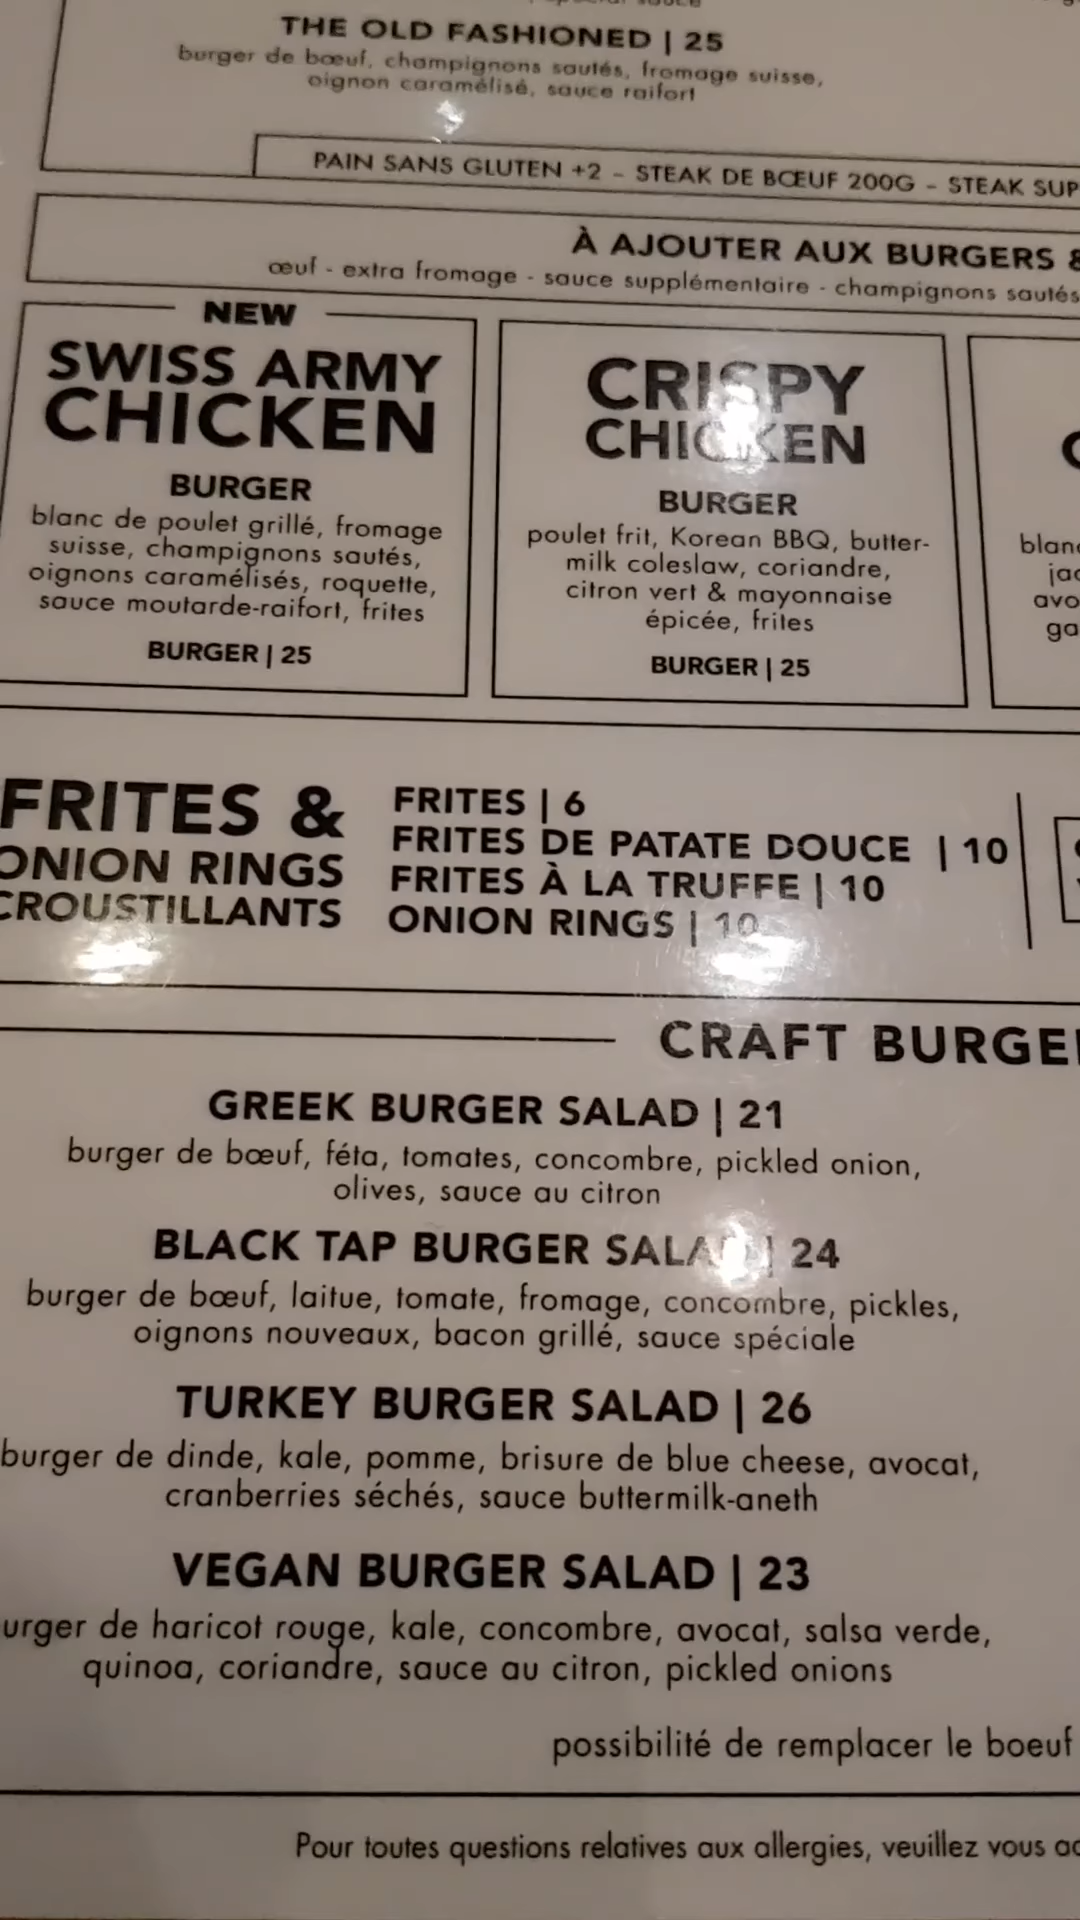 THE OLD FASHIONED | 25
burger de bœuf, champignons sautés, fromage suisse,
oignon caramélisé, sauce raifort
PAIN SANS GLUTEN +2 - STEAK DE BŒUF 200G - STEAK SUP
À AJOUTER AUX BURGERS &
œuf - extra fromage - sauce supplémentaire - champignons sautés
NEW
SWISS ARMY
CHICKEN
BURGER
blanc de poulet grillé, fromage
suisse, champignons sautés,
oignons caramélisés, roquette,
sauce moutarde-raifort, frites
BURGER | 25
CRISPY
CHICKEN
BURGER
poulet frit, Korean BBQ, butter-
milk coleslaw, coriandre,
citron vert & mayonnaise
épicée, frites
BURGER | 25
FRITES &
ONION RINGS
CROUSTILLANTS
FRITES | 6
FRITES DE PATATE DOUCE | 10
FRITES À LA TRUFFE | 10
ONION RINGS | 10
CRAFT BURGE
GREEK BURGER SALAD | 21
burger de bœuf, féta, tomates, concombre, pickled onion,
olives, sauce au citron
BLACK TAP BURGER SALAD | 24
burger de bœuf, laitue, tomate, fromage, concombre, pickles,
oignons nouveaux, bacon grillé, sauce spéciale
TURKEY BURGER SALAD | 26
burger de dinde, kale, pomme, brisure de blue cheese, avocat,
cranberries séchés, sauce buttermilk-aneth
VEGAN BURGER SALAD | 23
urger de haricot rouge, kale, concombre, avocat, salsa verde,
quinoa, coriandre, sauce au citron, pickled onions
possibilité de remplacer le boeuf
Pour toutes questions relatives aux allergies, veuillez vous